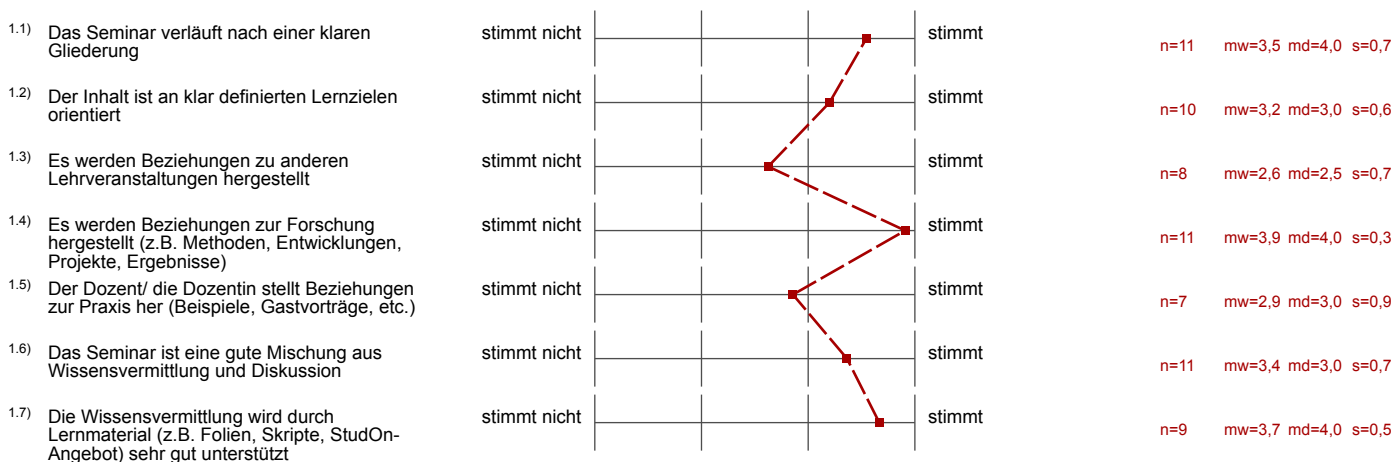 1.1) Das Seminar verläuft nach einer klaren Gliederung stimmt nicht stimmt n=11 mw=3,5 md=4,0 s=0,7
1.2) Der Inhalt ist an klar definierten Lernzielen orientiert stimmt nicht stimmt n=10 mw=3,2 md=3,0 s=0,6
1.3) Es werden Beziehungen zu anderen Lehrveranstaltungen hergestellt stimmt nicht stimmt n=8 mw=2,6 md=2,5 s=0,7
1.4) Es werden Beziehungen zur Forschung hergestellt (z.B. Methoden, Entwicklungen, Projekte, Ergebnisse) stimmt nicht stimmt n=11 mw=3,9 md=4,0 s=0,3
1.5) Der Dozent/ die Dozentin stellt Beziehungen zur Praxis her (Beispiele, Gastvorträge, etc.) stimmt nicht stimmt n=7 mw=2,9 md=3,0 s=0,9
1.6) Das Seminar ist eine gute Mischung aus Wissensvermittlung und Diskussion stimmt nicht stimmt n=11 mw=3,4 md=3,0 s=0,7
1.7) Die Wissensvermittlung wird durch Lernmaterial (z.B. Folien, Skripte, StudOn-Angebot) sehr gut unterstützt stimmt nicht stimmt n=9 mw=3,7 md=4,0 s=0,5